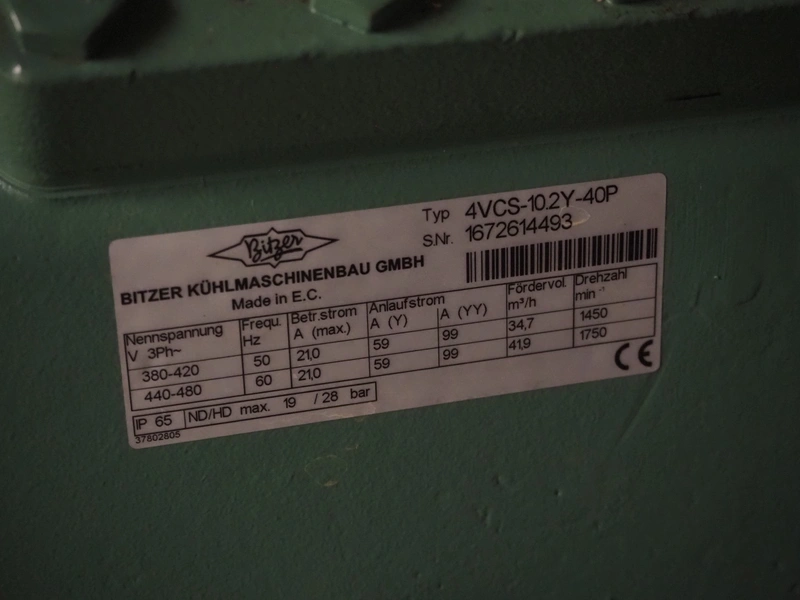 Bitzer
Typ 4VCS-10.2Y-40P
S.Nr. 1672614493
BITZER KÜHLMASCHINENBAU GMBH
Made in E.C.
Nennspannung V 3Ph~ Frequ. Hz Betr.strom A (max.) Anlaufstrom A (Y) A (YY) Fördervol. m³/h Drehzahl min⁻¹
380-420 50 21,0 59 99 34,7 1450
440-480 60 21,0 59 99 41,9 1750
IP 65 ND/HD max. 19 / 28 bar
CE
37802805